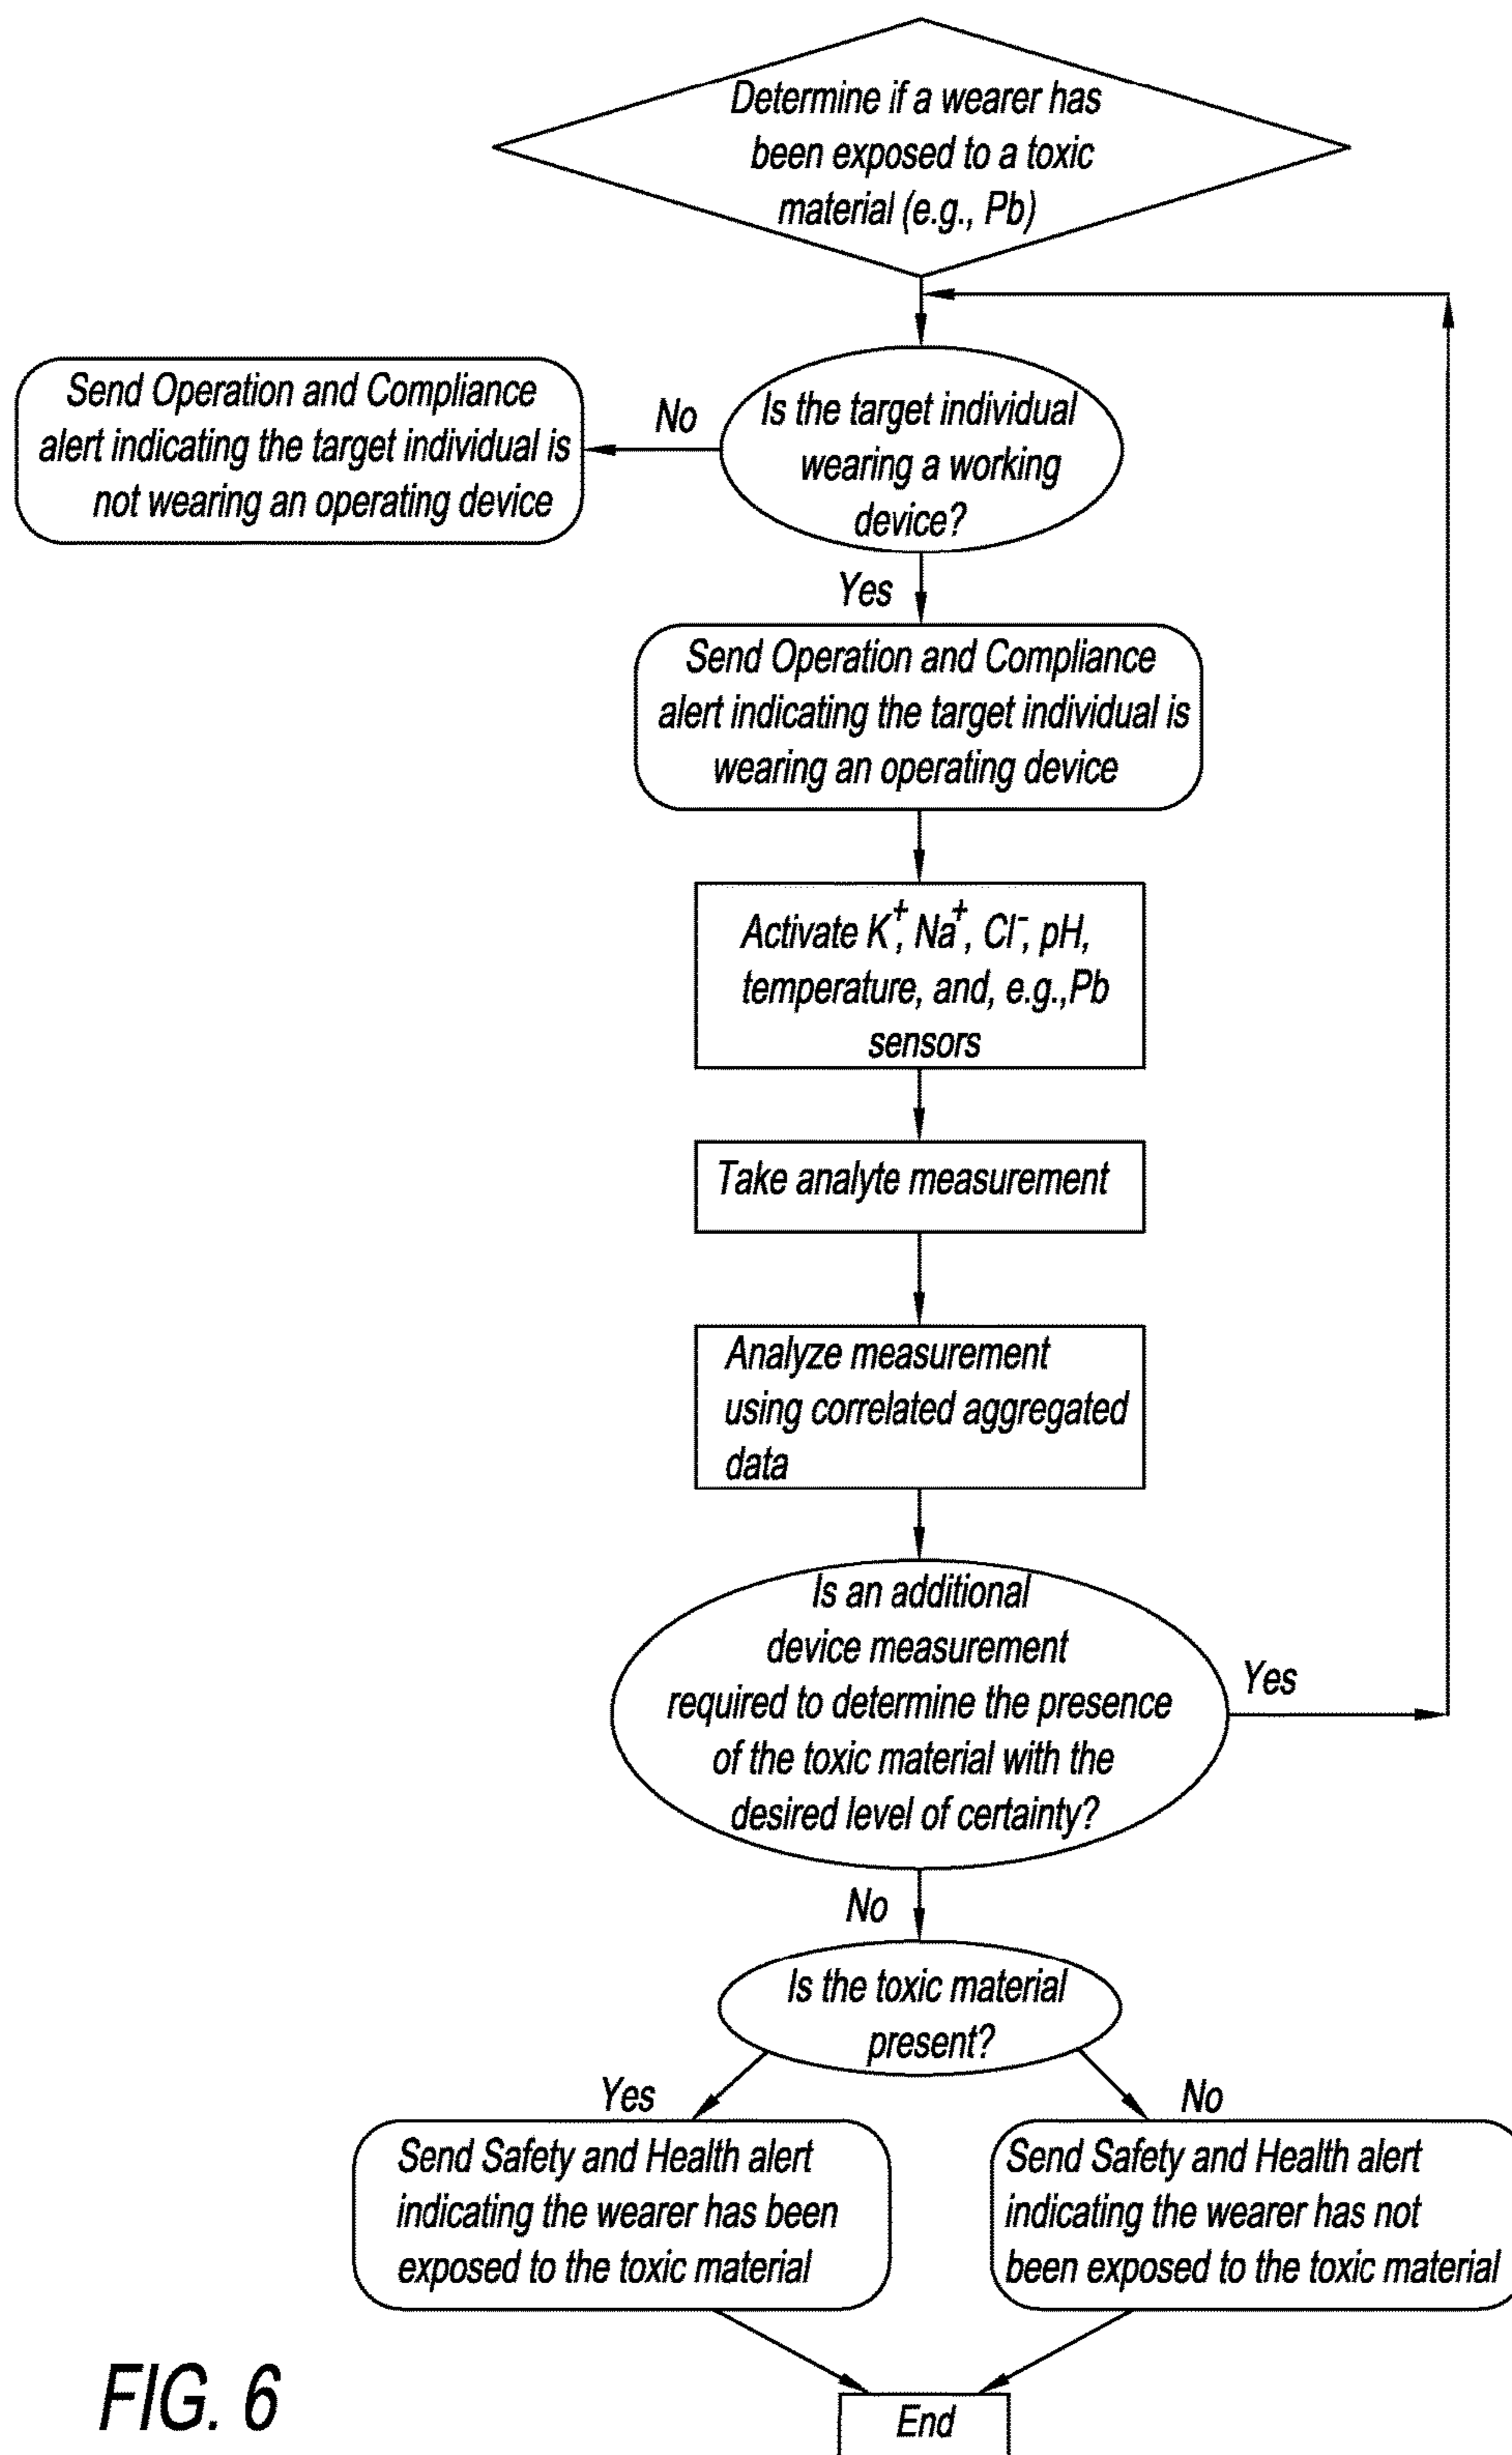 Determine if a wearer has
been exposed to a toxic
material (e.g., Pb)
Send Operation and Compliance
alert indicating the target individual is
not wearing an operating device
No
Is the target individual
wearing a working
device?
Yes
Send Operation and Compliance
alert indicating the target individual is
wearing an operating device
Activate K⁺, Na⁺, Cl⁻, pH,
temperature, and, e.g.,Pb
sensors
Take analyte measurement
Analyze measurement
using correlated aggregated
data
Is an additional
device measurement
required to determine the presence
of the toxic material with the
desired level of certainty?
Yes
No
Is the toxic material
present?
Yes
No
Send Safety and Health alert
indicating the wearer has been
exposed to the toxic material
Send Safety and Health alert
indicating the wearer has not
been exposed to the toxic material
End
FIG. 6